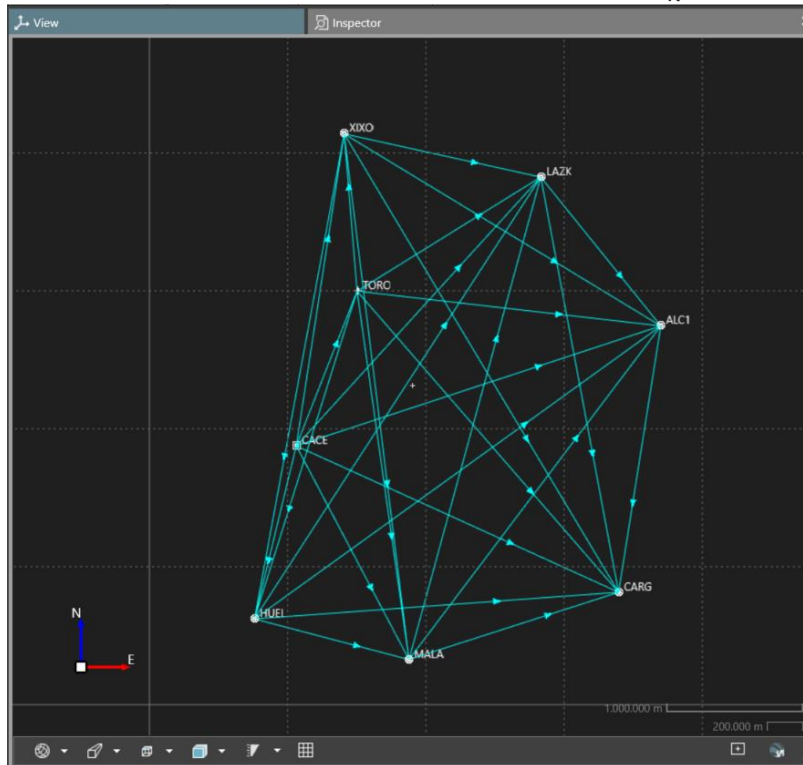 View
Inspector
XIXO
LAZK
TORO
ALC1
CACE
CARG
HUEL
MALA
N
E
1.000.000 m
200.000 m